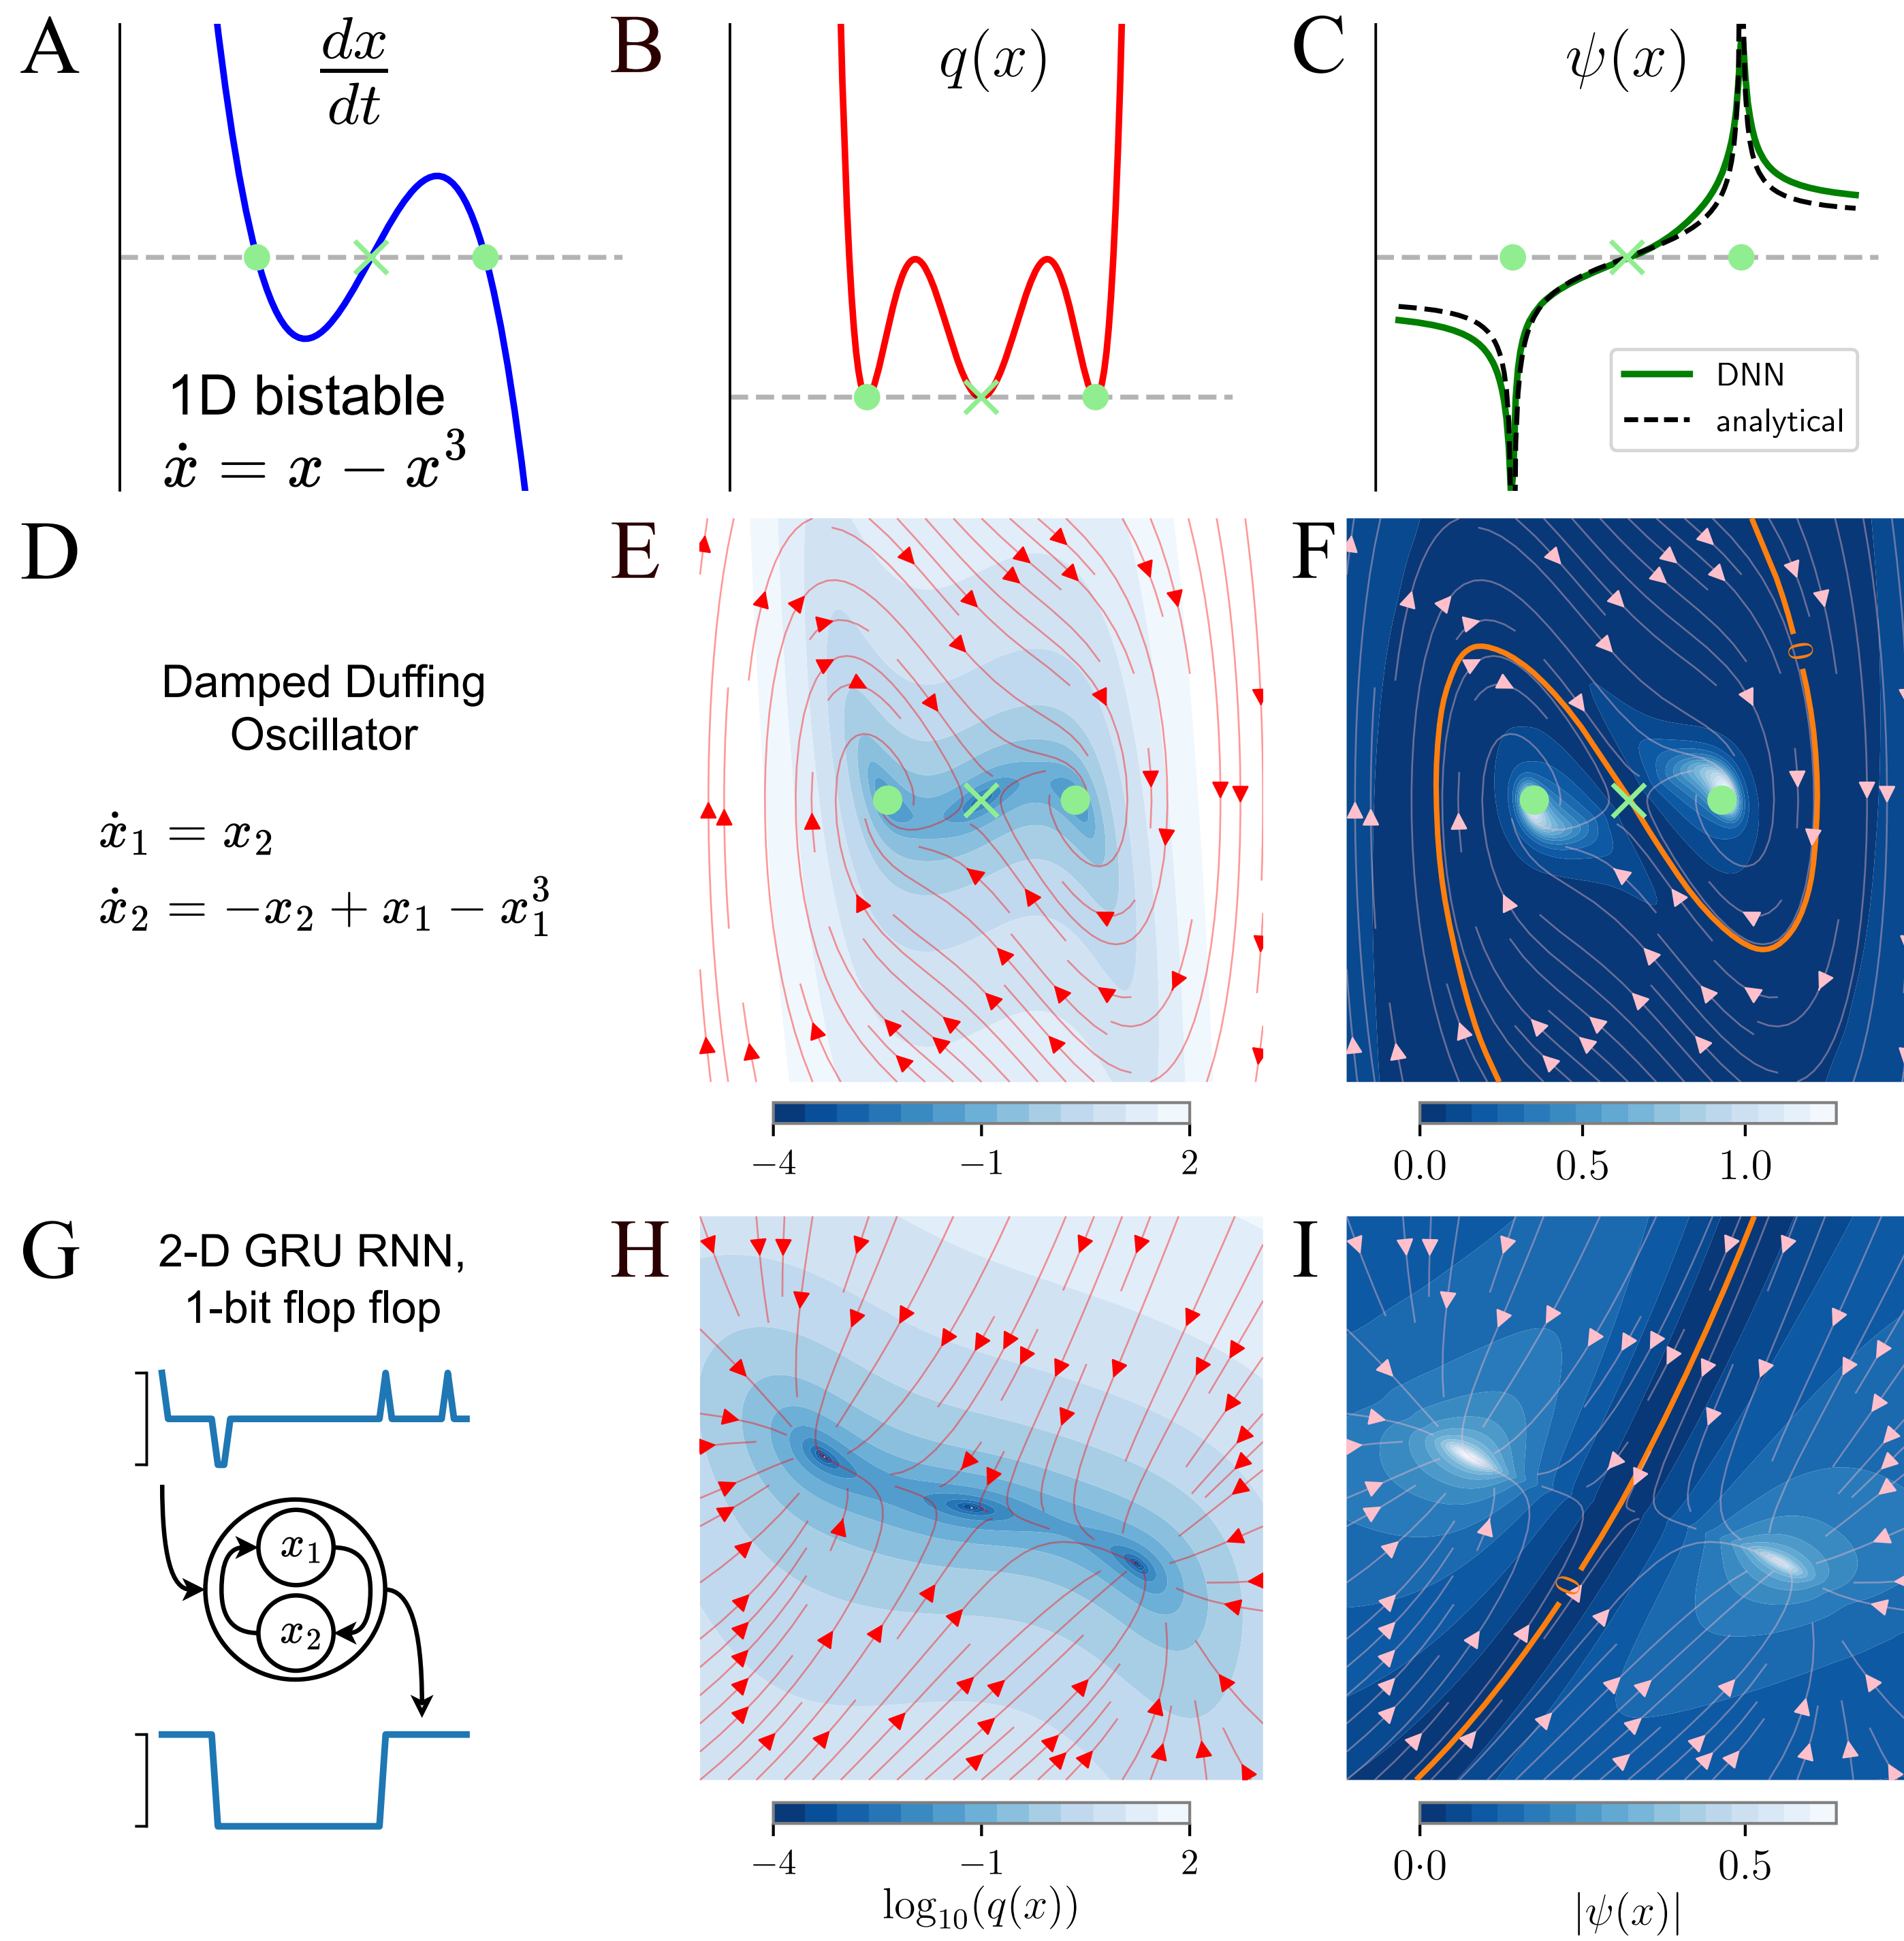 A
dx/dt
1D bistable
ẋ = x − x³
B
q(x)
C
ψ(x)
DNN
analytical
D
Damped Duffing
Oscillator
ẋ₁ = x₂
ẋ₂ = −x₂ + x₁ − x₁³
E
−4 −1 2
F
0
0.0 0.5 1.0
G
2-D GRU RNN,
1-bit flop flop
x₁
x₂
H
−4 −1 2
log₁₀(q(x))
I
0
0.0 0.5
|ψ(x)|